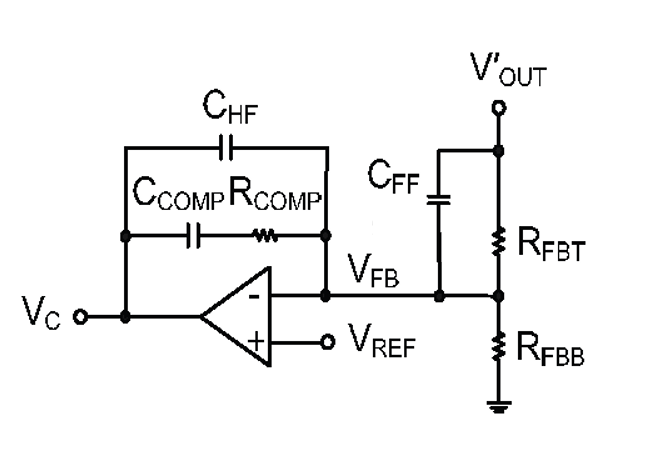 V'OUT
CHF
CCOMP RCOMP
CFF
RFBT
VFB
VC
-
+
VREF
RFBB